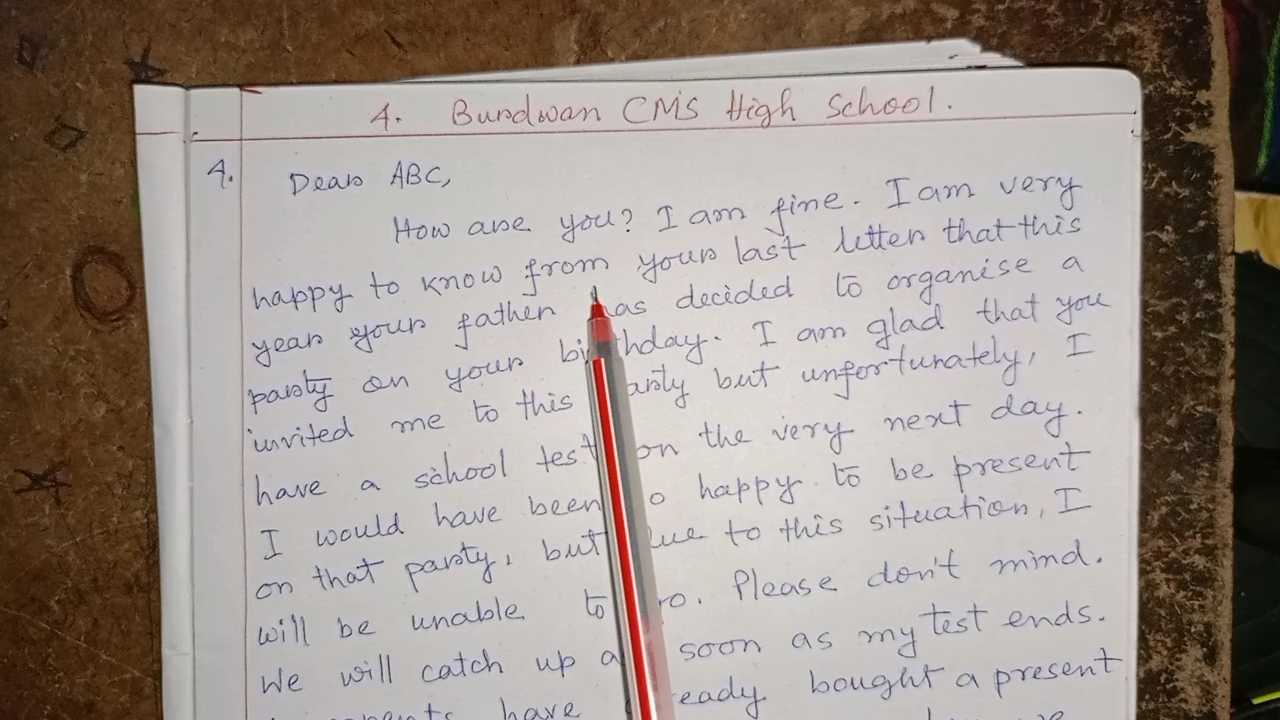 4. Burdwan CMS High School.
4. Dear ABC,
How are you? I am fine. I am very
happy to know from your last letter that this
year your father has decided to organise a
party on your birthday. I am glad that you
invited me to this party but unfortunately, I
have a school test on the very next day.
I would have been so happy to be present
on that party, but due to this situation, I
will be unable to go. Please don't mind.
We will catch up as soon as my test ends.
have already bought a present